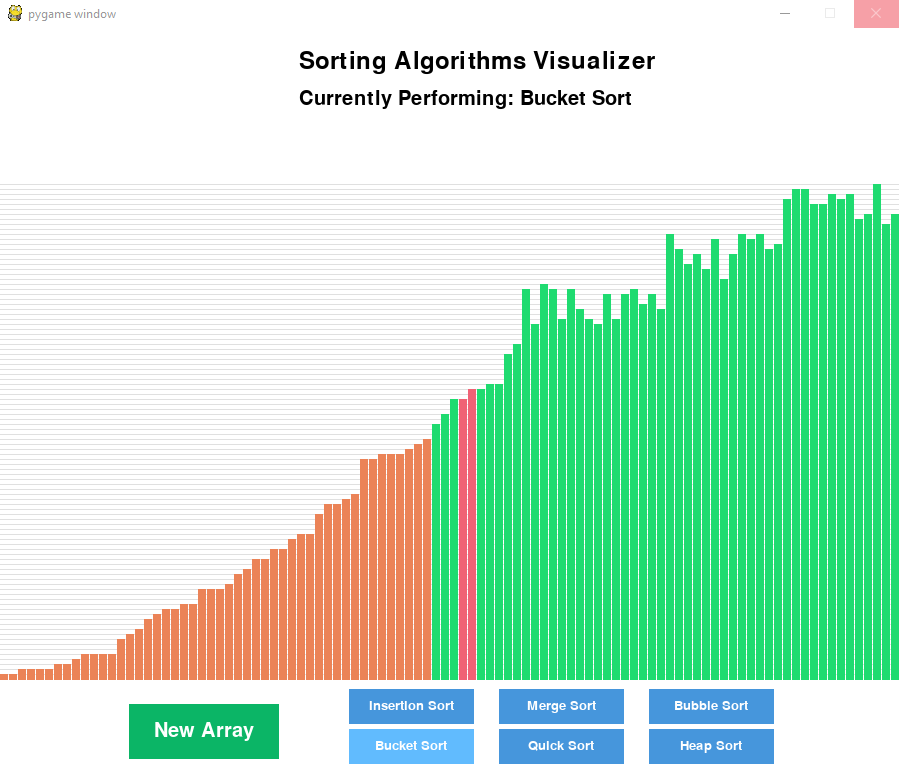 pygame window
Sorting Algorithms Visualizer
Currently Performing: Bucket Sort
New Array
Insertion Sort
Merge Sort
Bubble Sort
Bucket Sort
Quick Sort
Heap Sort